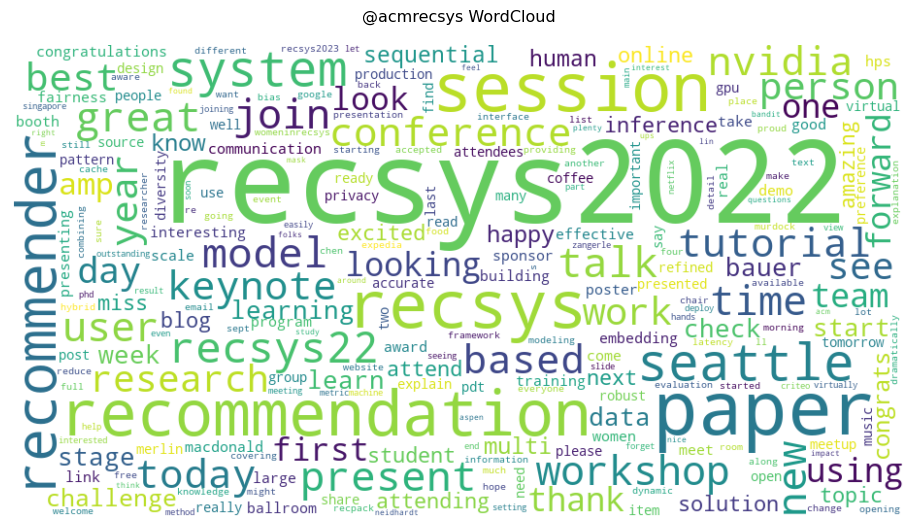 @acmrecsys WordCloud
congratulations
different
recsys2023
let
sequential
human
online
nvidia
hps
best
design
system
aware
feel
production
back
find
session
main
interest
gpu
person
singapore
fairness
people
want
google
join
look
one
virtual
booth
great
joining
bias
presentation
list
plenty
inference
take
place
bandit
proud
good
right
still
source
well
womeninrecsys
conference
interface
ups
know
communication
starting
accepted
attendees
providing
lin
text
pattern
diversity
mask
ready
another
important
netflix
real
demo
amazing
preference
forward
explanation
e
cache
researcher
use
soon
event
privacy
many
coffee
detail
make
recsys2022
year
amp
re
going
last
part
questions
recommender
sure
interesting
easily
folks
excited
read
food
happy
effective
say
murdock
view
presenting
combining
outstanding
scale
chen
expedia
sponsor
zangerle
four
tutorial
see
day
model
looking
building
s
talk
refined
bauer
available
phd
result
keynote
around
accurate
poster
presented
acm
miss
hybrid
email
learning
two
recsys
work
chair
deploy
time
team
user
even
blog
sept
program
framework
hands
morning
lot
post
week
recsys22
study
award
modeling
embedding
check
latency
ll
start
tomorrow
reduce
website
seeing
based
slide
come
seattle
dramatically
full
research
group
meeting
learn
attend
metric
machine
explain
everyone
pdt
training
next
evaluation
started
criteo
virtually
congrats
help
recommendation
aspen
robust
data
paper
music
interested
stage
merlin
macdonald
first
student
end
multi
information
please
women
forget
meet
nice
room
meetup
impact
link
free
think
today
large
present
much
need
workshop
along
open
new
using
challenge
knowledge
might
share
attending
hope
dynamic
item
solution
topic
welcome
method
really
ballroom
recpack
neidhardt
setting
thank
change
opening